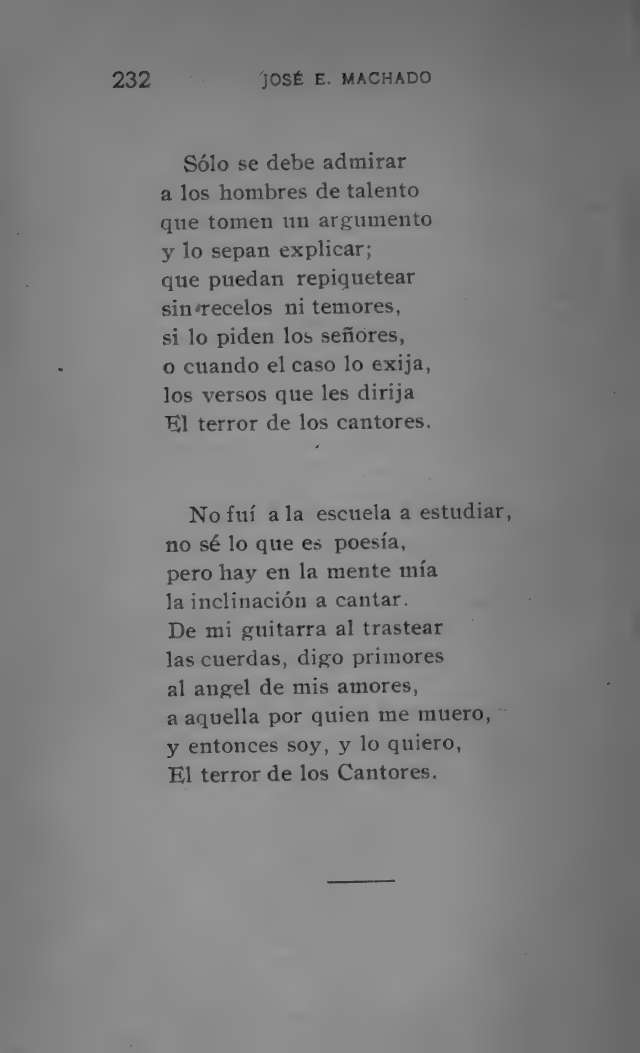 232 JOSÉ E. MACHADO
Sólo se debe admirar
a los hombres de talento
que tomen un argumento
y lo sepan explicar;
que puedan repiquetear
sin recelos ni temores,
si lo piden los señores,
o cuando el caso lo exija,
los versos que les dirija
El terror de los cantores.
No fuí a la escuela a estudiar,
no sé lo que es poesía,
pero hay en la mente mía
la inclinación a cantar.
De mi guitarra al trastear
las cuerdas, digo primores
al angel de mis amores,
a aquella por quien me muero,
y entonces soy, y lo quiero,
El terror de los Cantores.